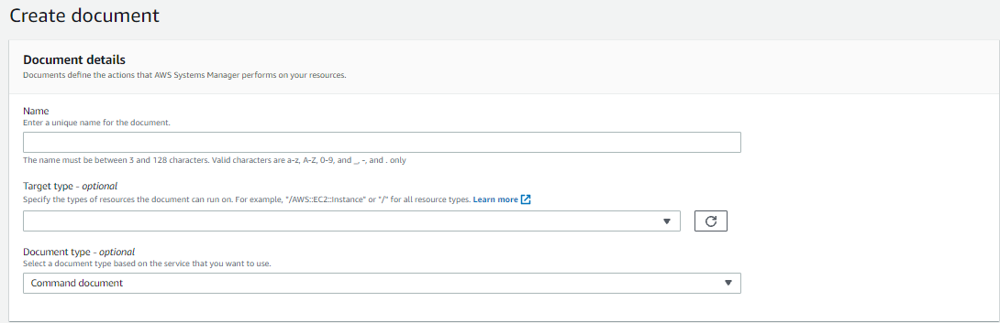 Create document
Document details
Documents define the actions that AWS Systems Manager performs on your resources.
Name
Enter a unique name for the document.
The name must be between 3 and 128 characters. Valid characters are a-z, A-Z, 0-9, and _, -, and . only
Target type - optional
Specify the types of resources the document can run on. For example, "/AWS::EC2::Instance" or "/" for all resource types. Learn more
Document type - optional
Select a document type based on the service that you want to use.
Command document